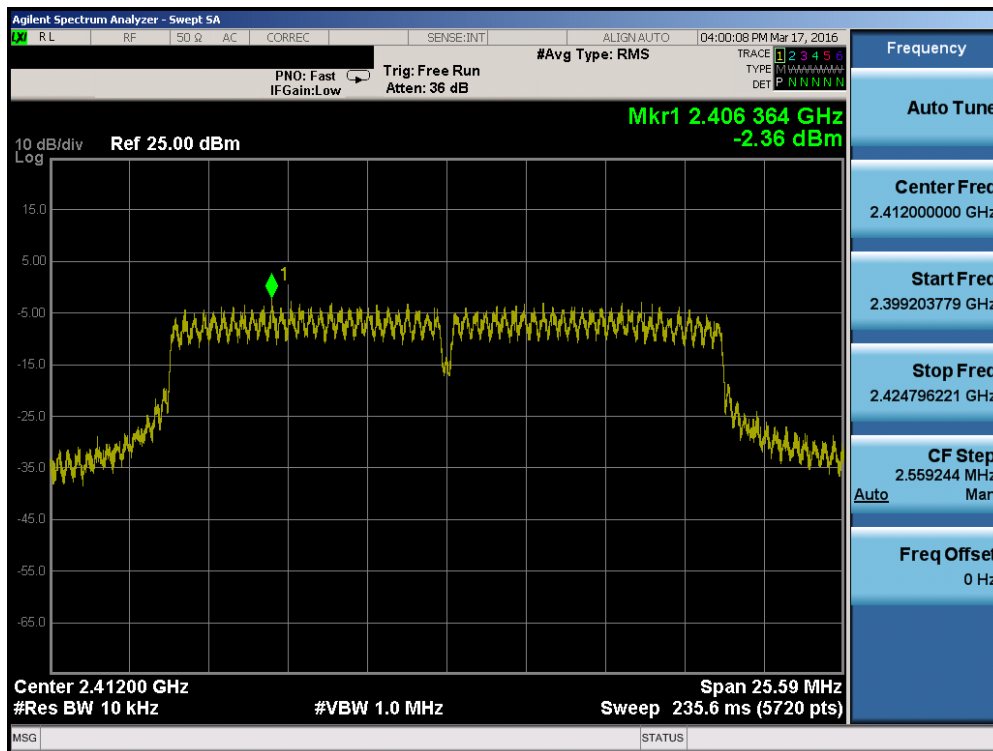 Agilent Spectrum Analyzer - Swept SA
LXI RL RF 50 Ω AC CORREC SENSE:INT ALIGN AUTO 04:00:08 PM Mar 17, 2016
#Avg Type: RMS TRACE 1 2 3 4 5 6
PNO: Fast Trig: Free Run TYPE M W W W W W
IFGain:Low Atten: 36 dB DET P N N N N N
Mkr1 2.406 364 GHz
-2.36 dBm
10 dB/div Ref 25.00 dBm
Log
15.0
5.00
1
-5.00
-15.0
-25.0
-35.0
-45.0
-55.0
-65.0
Center 2.41200 GHz Span 25.59 MHz
#Res BW 10 kHz #VBW 1.0 MHz Sweep 235.6 ms (5720 pts)
MSG STATUS
Frequency
Auto Tune
Center Freq
2.412000000 GHz
Start Freq
2.399203779 GHz
Stop Freq
2.424796221 GHz
CF Step
2.559244 MHz
Auto Man
Freq Offset
0 Hz